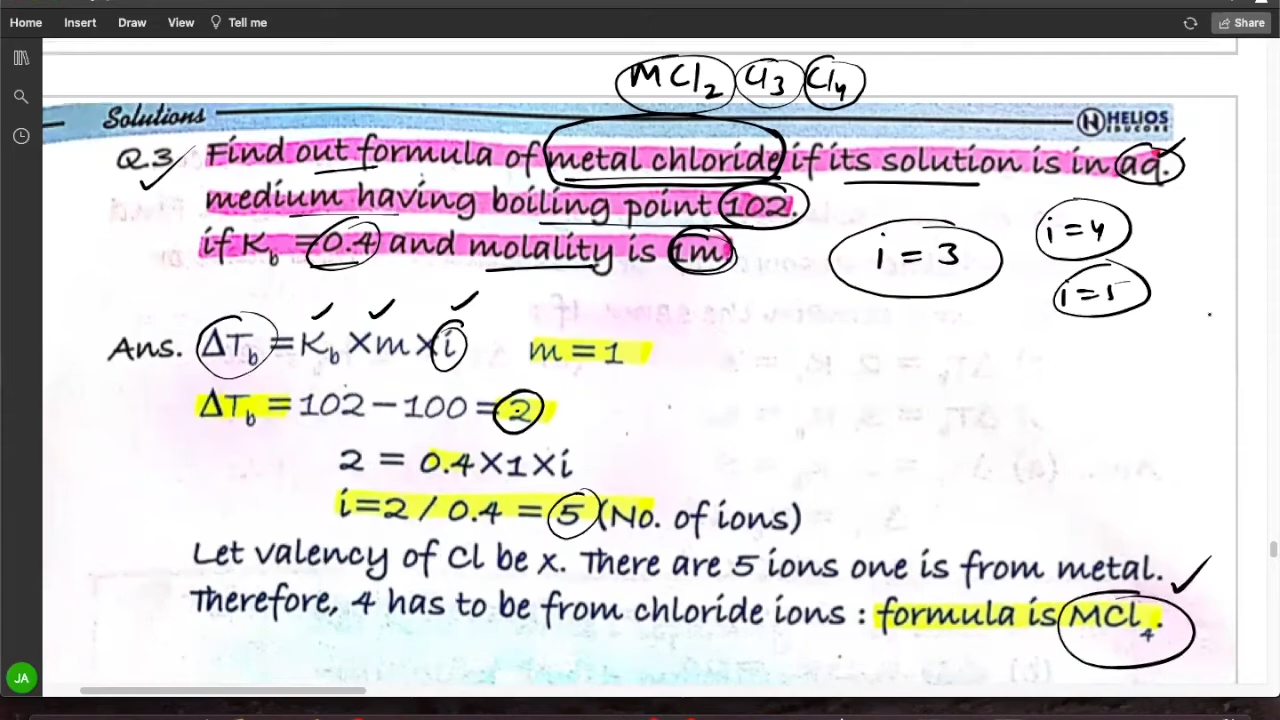 Home Insert Draw View Tell me Share
MCl2 Cl3 Cl4
Solutions HELIOS
EDUCORE
Q.3 Find out formula of metal chloride if its solution is in aq.
medium having boiling point 102.
if Kb = 0.4 and molality is 1m.
i = 3 i = 4
i = 5
Ans. ΔTb = Kb × m × i m = 1
ΔTb = 102 – 100 = 2
2 = 0.4 × 1 × i
i = 2 / 0.4 = 5 (No. of ions)
Let valency of Cl be x. There are 5 ions one is from metal.
Therefore, 4 has to be from chloride ions : formula is MCl4.
JA